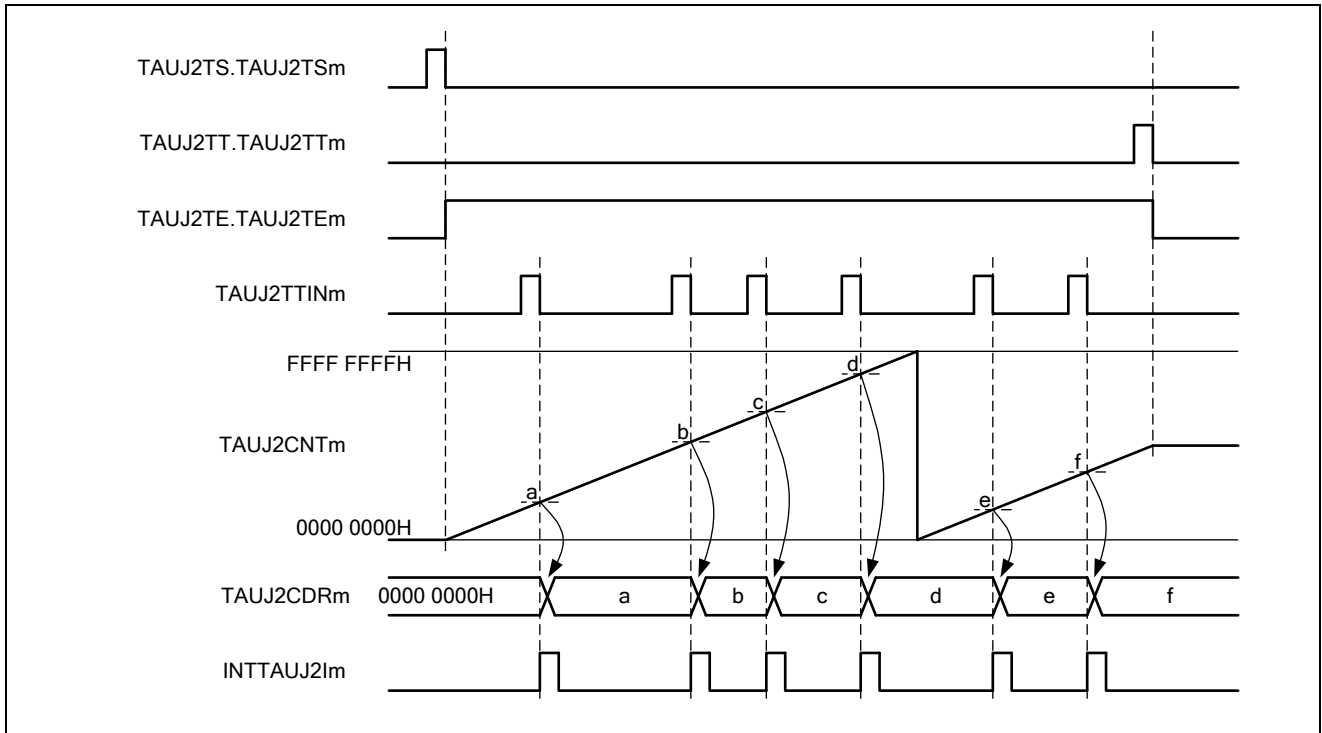 TAUJ2TS.TAUJ2TSm
TAUJ2TT.TAUJ2TTm
TAUJ2TE.TAUJ2TEm
TAUJ2TTINm
FFFF FFFFH
d
c
b
TAUJ2CNTm
f
a
e
0000 0000H
TAUJ2CDRm 0000 0000H a b c d e f
INTTAUJ2Im